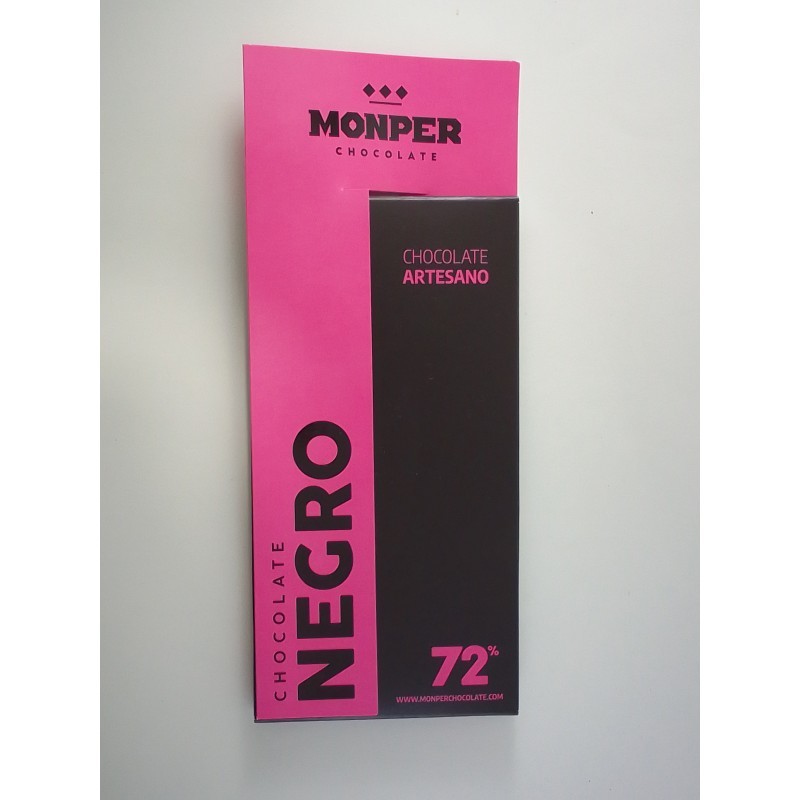 MONPER
CHOCOLATE
CHOCOLATE
ARTESANO
CHOCOLATE
NEGRO
72%
WWW.MONPERCHOCOLATE.COM